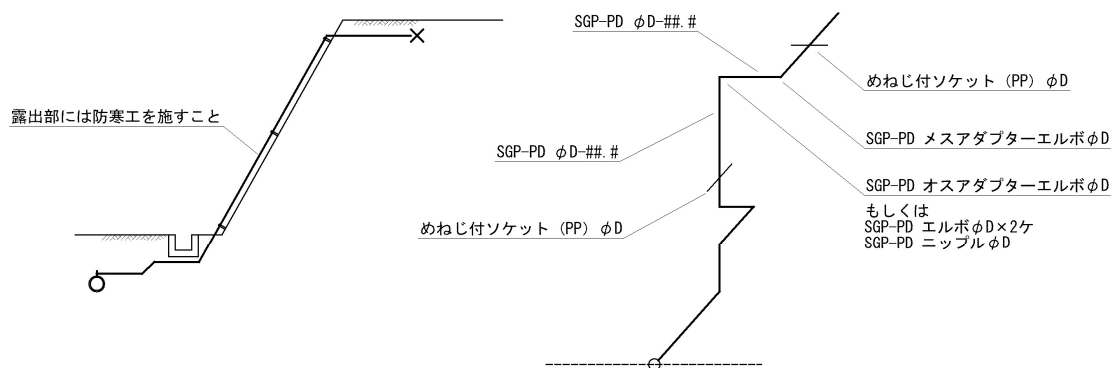 露出部には防寒工を施すこと
SGP-PD φD-##.#
めねじ付ソケット (PP) φD
SGP-PD メスアダプターエルボφD
SGP-PD φD-##.#
SGP-PD オスアダプターエルボφD
もしくは
SGP-PD エルボφD×2ケ
SGP-PD ニップルφD
めねじ付ソケット (PP) φD